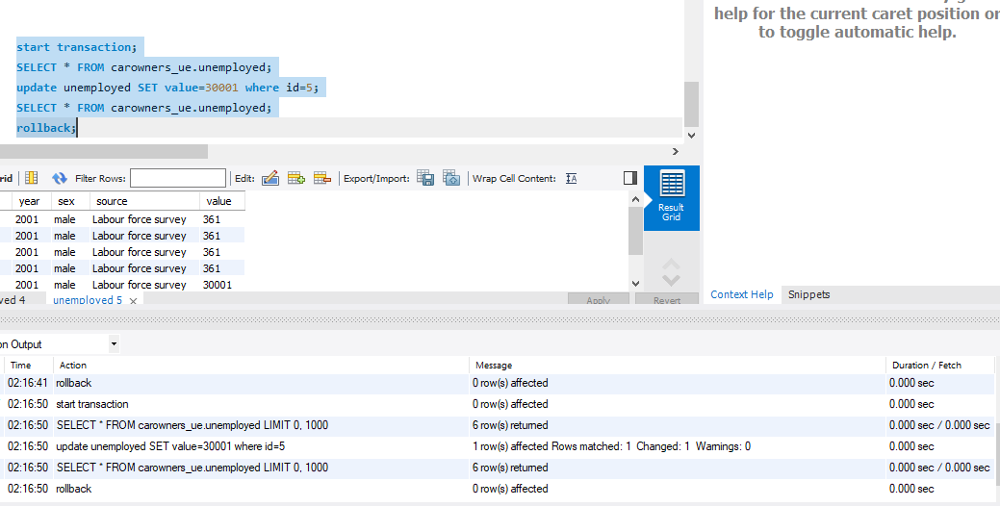 help for the current caret position or
to toggle automatic help.
start transaction;
SELECT * FROM carowners_ue.unemployed;
update unemployed SET value=30001 where id=5;
SELECT * FROM carowners_ue.unemployed;
rollback;
Filter Rows: Edit: Export/Import: Wrap Cell Content: IA
Result
Grid
year sex source value
2001 male Labour force survey 361
2001 male Labour force survey 361
2001 male Labour force survey 361
2001 male Labour force survey 361
2001 male Labour force survey 30001
4 unemployed 5 Apply Revert
Context Help Snippets
Output
Time Action Message Duration / Fetch
02:16:41 rollback 0 row(s) affected 0.000 sec
02:16:50 start transaction 0 row(s) affected 0.000 sec
02:16:50 SELECT * FROM carowners_ue.unemployed LIMIT 0, 1000 6 row(s) returned 0.000 sec / 0.000 sec
02:16:50 update unemployed SET value=30001 where id=5 1 row(s) affected Rows matched: 1 Changed: 1 Warnings: 0 0.000 sec
02:16:50 SELECT * FROM carowners_ue.unemployed LIMIT 0, 1000 6 row(s) returned 0.000 sec / 0.000 sec
02:16:50 rollback 0 row(s) affected 0.000 sec